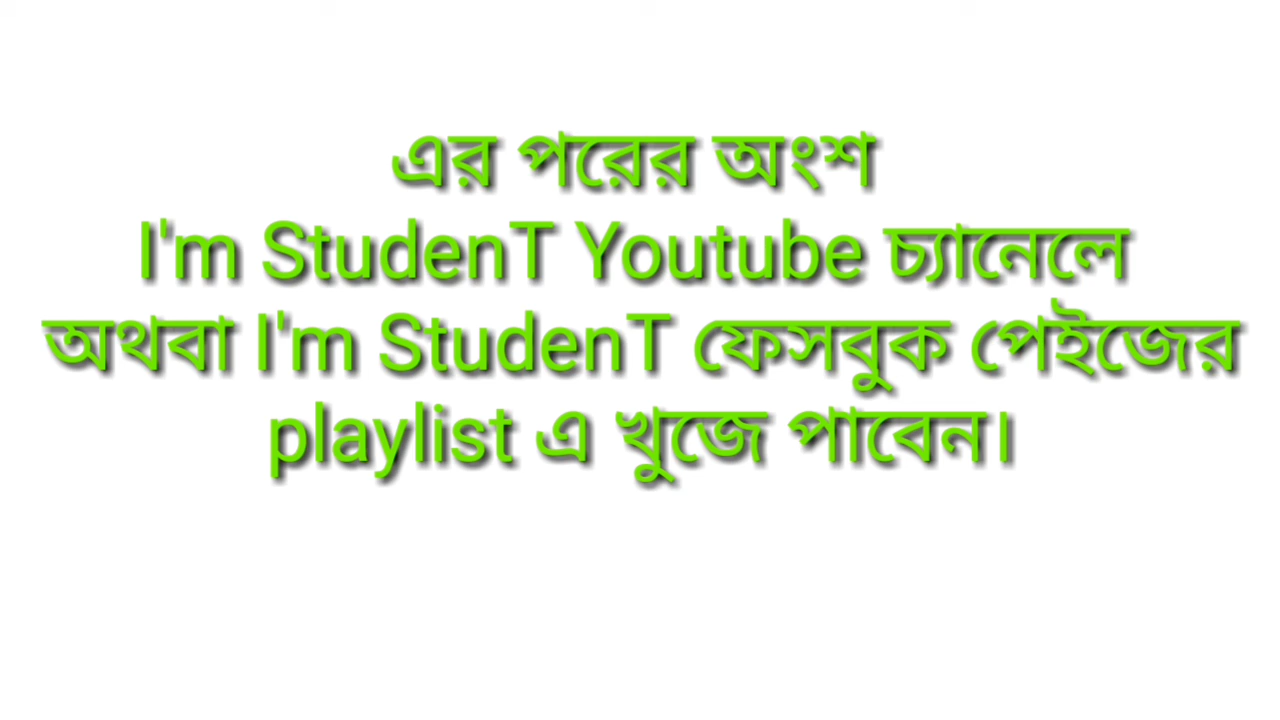 এর পরের অংশ
I'm StudenT Youtube চ্যানেলে
অথবা I'm StudenT ফেসবুক পেইজের
playlist এ খুজে পাবেন।